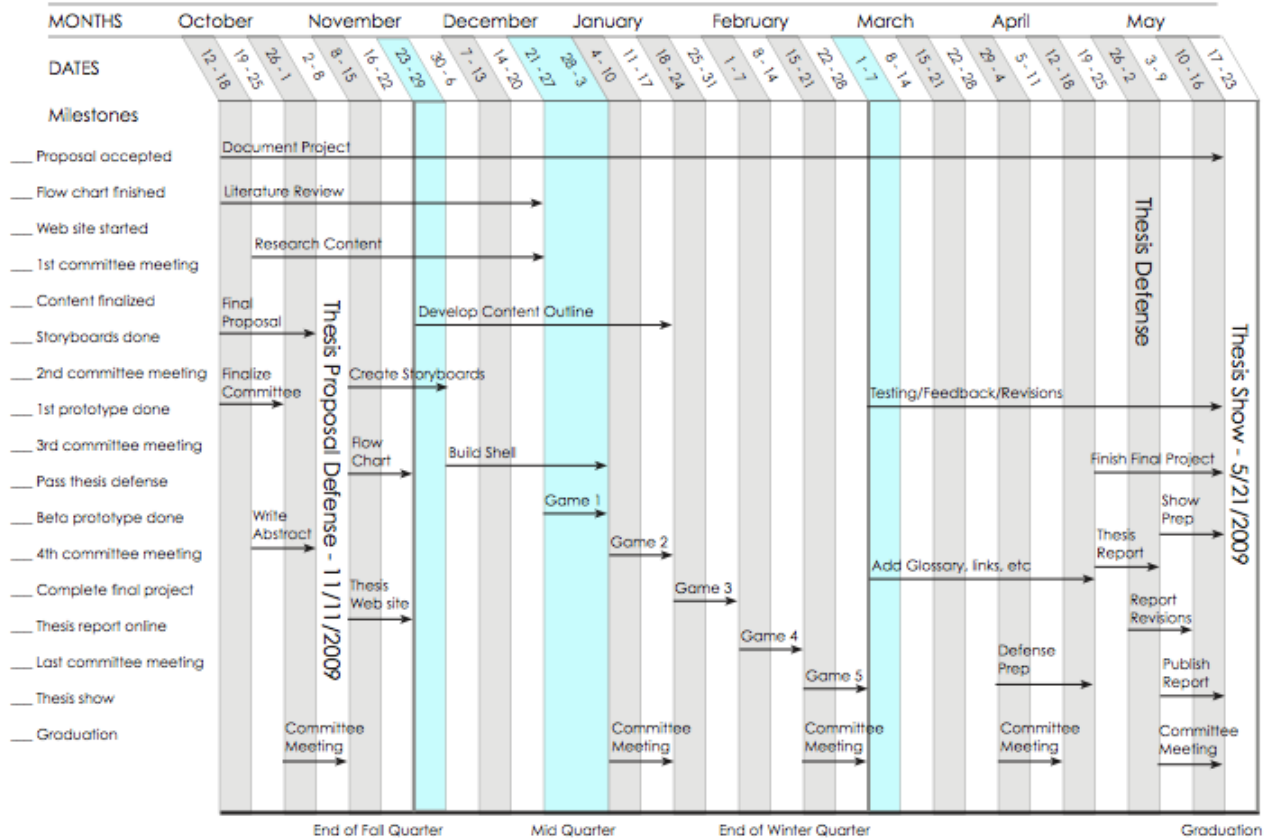 MONTHS October November December January February March April May
DATES
12 - 18
19 - 25
26 - 1
2 - 8
8 - 15
16 - 22
23 - 29
30 - 6
7 - 13
14 - 20
21 - 27
28 - 3
4 - 10
11 - 17
18 - 24
25 - 31
1 - 7
8 - 14
15 - 21
22 - 28
1 - 7
8 - 14
15 - 21
22 - 28
29 - 4
5 - 11
12 - 18
19 - 25
26 - 2
3 - 9
10 - 16
17 - 23
Milestones
___ Proposal accepted
___ Flow chart finished
___ Web site started
___ 1st committee meeting
___ Content finalized
___ Storyboards done
___ 2nd committee meeting
___ 1st prototype done
___ 3rd committee meeting
___ Pass thesis defense
___ Beta prototype done
___ 4th committee meeting
___ Complete final project
___ Thesis report online
___ Last committee meeting
___ Thesis show
___ Graduation
Document Project
Literature Review
Research Content
Final
Proposal
Develop Content Outline
Finalize
Committee
Create Storyboards
Testing/Feedback/Revisions
Flow
Chart
Build Shell
Finish Final Project
Game 1
Show
Prep
Write
Abstract
Game 2
Thesis
Report
Add Glossary, links, etc
Thesis
Web site
Game 3
Report
Revisions
Game 4
Defense
Prep
Game 5
Publish
Report
Committee
Meeting
Committee
Meeting
Committee
Meeting
Committee
Meeting
Committee
Meeting
Thesis Proposal Defense - 11/11/2009
Thesis Defense
Thesis Show - 5/21/2009
End of Fall Quarter
Mid Quarter
End of Winter Quarter
Graduation